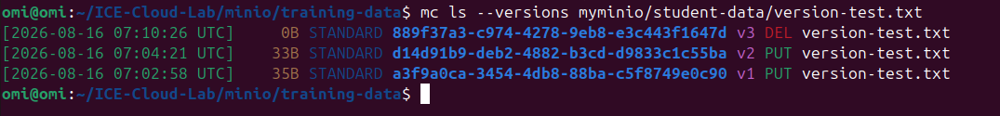 omi@omi:~/ICE-Cloud-Lab/minio/training-data$ mc ls --versions myminio/student-data/version-test.txt
[2026-08-16 07:10:26 UTC]     0B STANDARD 889f37a3-c974-4278-9eb8-e3c443f1647d v3 DEL version-test.txt
[2026-08-16 07:04:21 UTC]    33B STANDARD d14d91b9-deb2-4882-b3cd-d9833c1c55ba v2 PUT version-test.txt
[2026-08-16 07:02:58 UTC]    35B STANDARD a3f9a0ca-3454-4db8-88ba-c5f8749e0c90 v1 PUT version-test.txt
omi@omi:~/ICE-Cloud-Lab/minio/training-data$